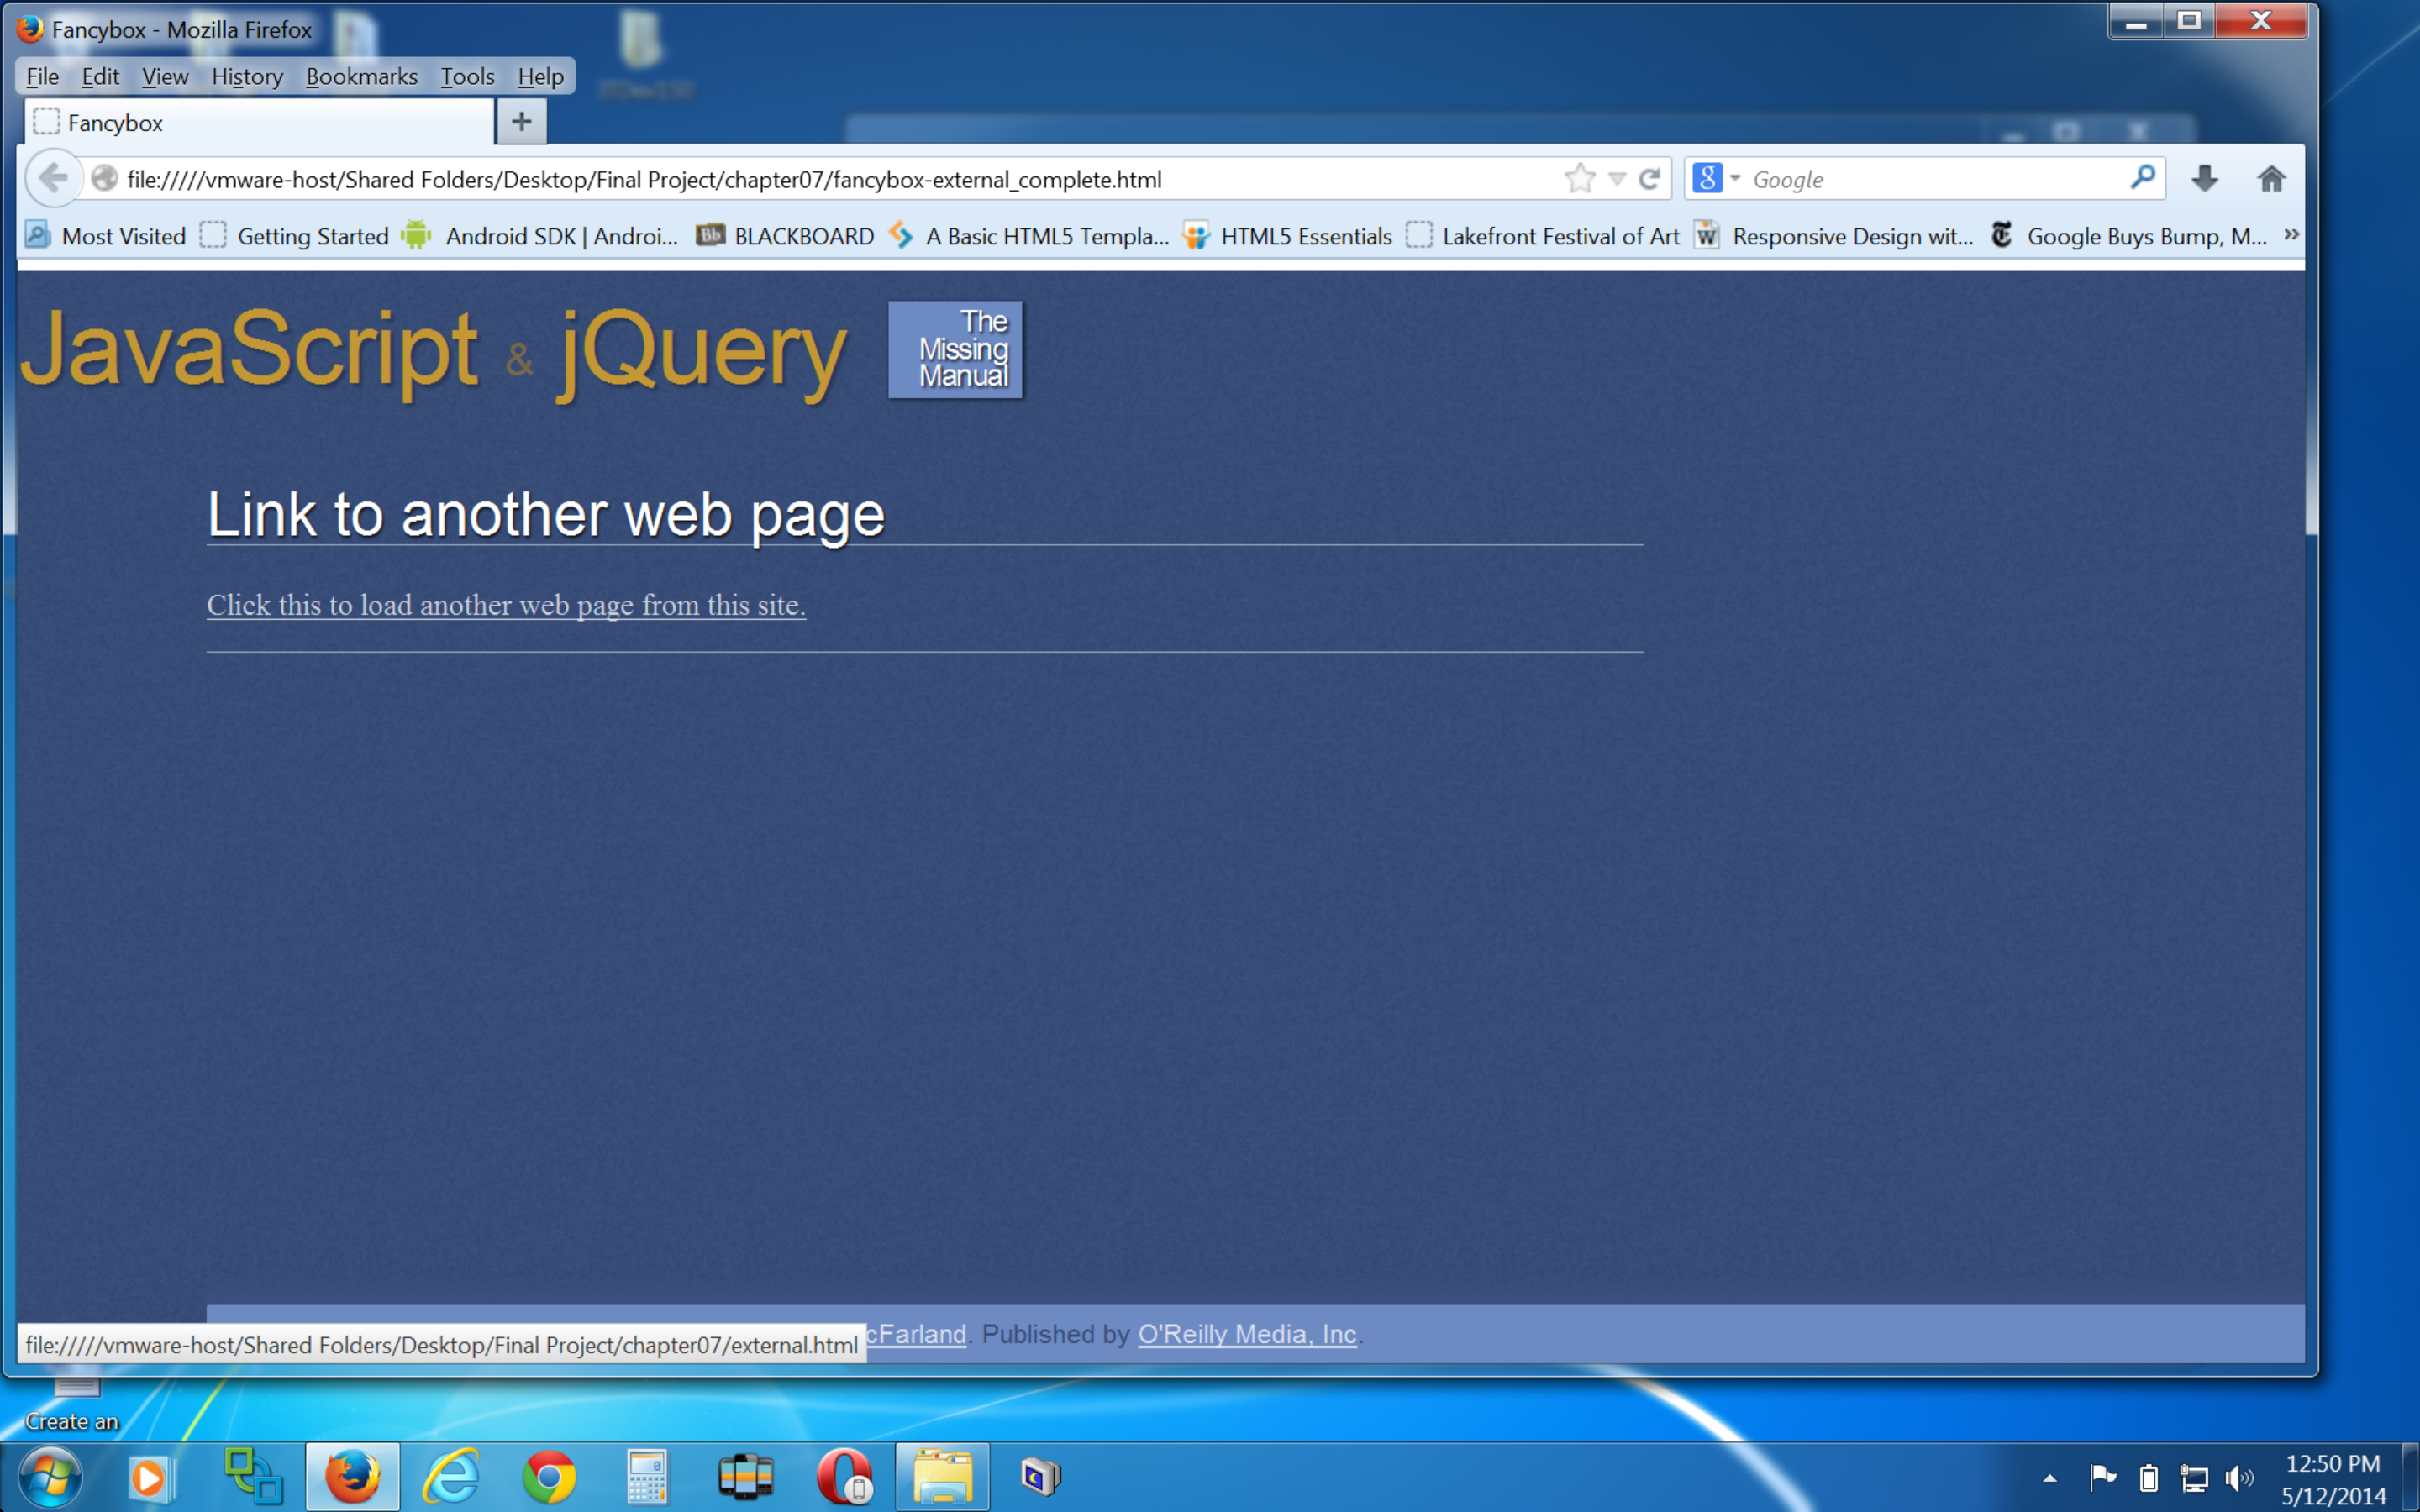 Fancybox - Mozilla Firefox
File Edit View History Bookmarks Tools Help
Fancybox
file://///vmware-host/Shared Folders/Desktop/Final Project/chapter07/fancybox-external_complete.html
Google
Most Visited Getting Started Android SDK | Androi... BLACKBOARD A Basic HTML5 Templa... HTML5 Essentials Lakefront Festival of Art Responsive Design wit... Google Buys Bump, M... »
JavaScript & jQuery
The
Missing
Manual
Link to another web page
Click this to load another web page from this site.
cFarland. Published by O'Reilly Media, Inc.
file://///vmware-host/Shared Folders/Desktop/Final Project/chapter07/external.html
Create an
12:50 PM
5/12/2014